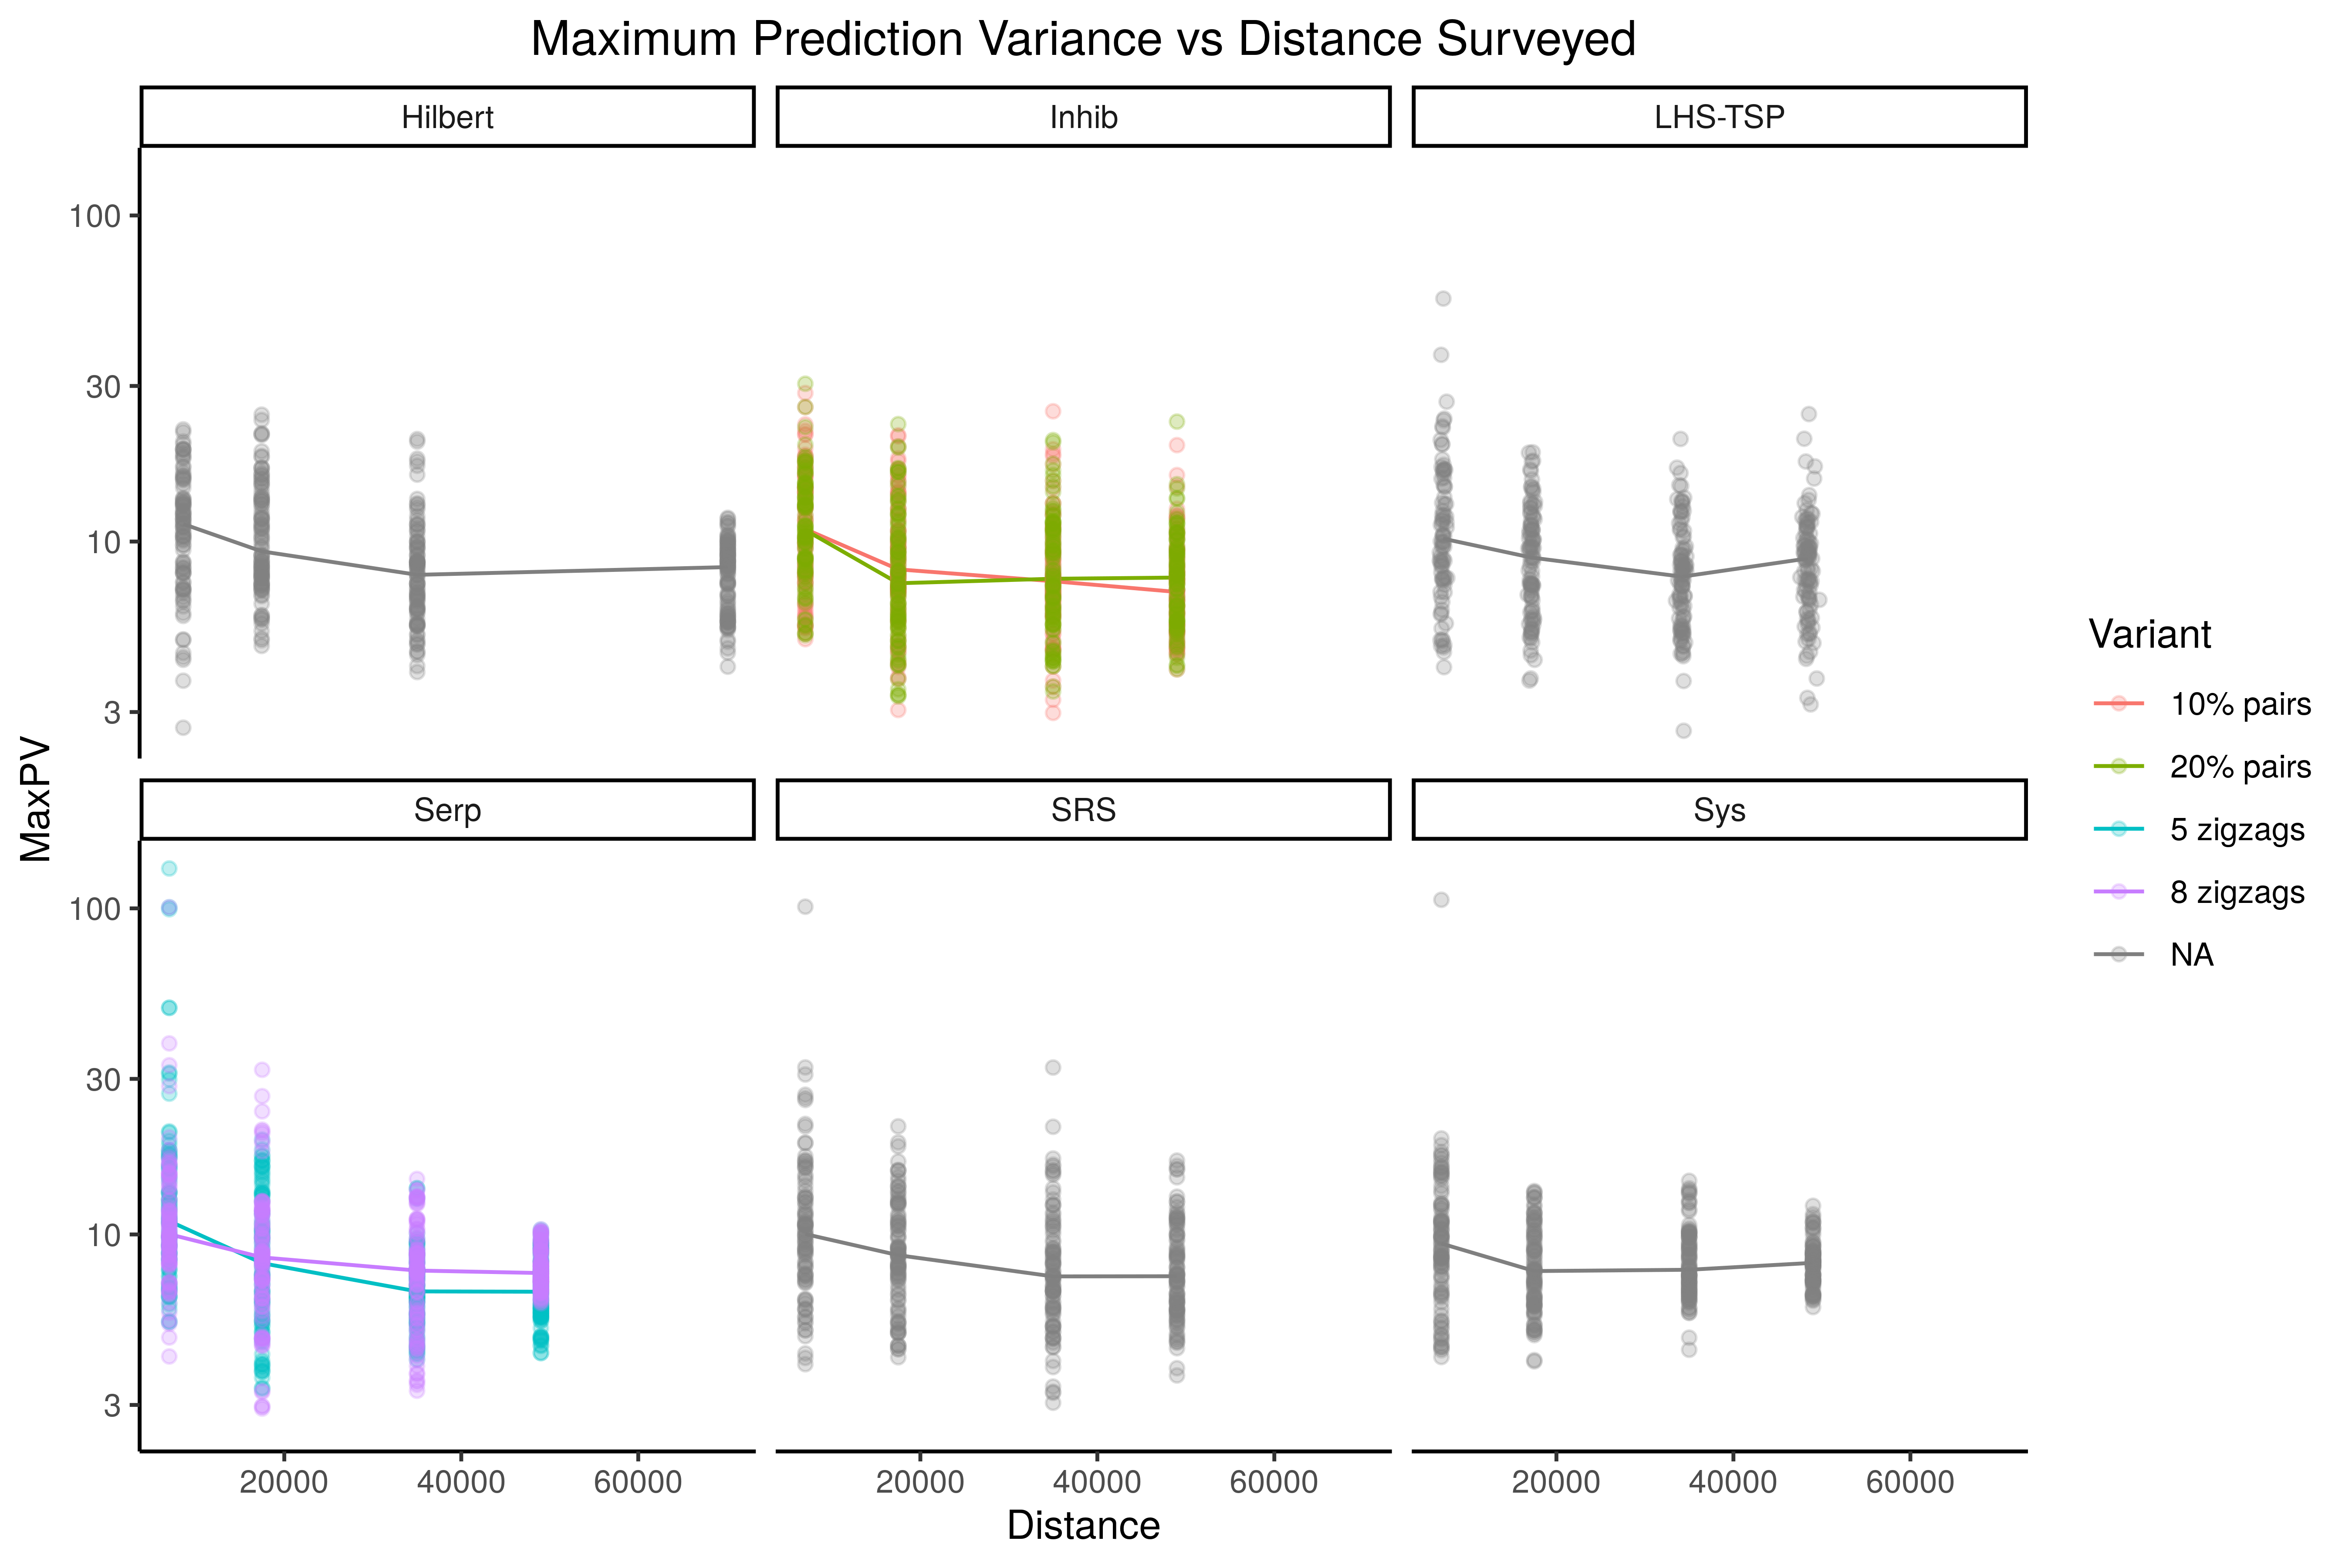 Maximum Prediction Variance vs Distance Surveyed
Hilbert
Inhib
LHS-TSP
100
30
10
3
MaxPV
Serp
SRS
Sys
100
30
10
3
20000
40000
60000
20000
40000
60000
20000
40000
60000
Distance
Variant
10% pairs
20% pairs
5 zigzags
8 zigzags
NA